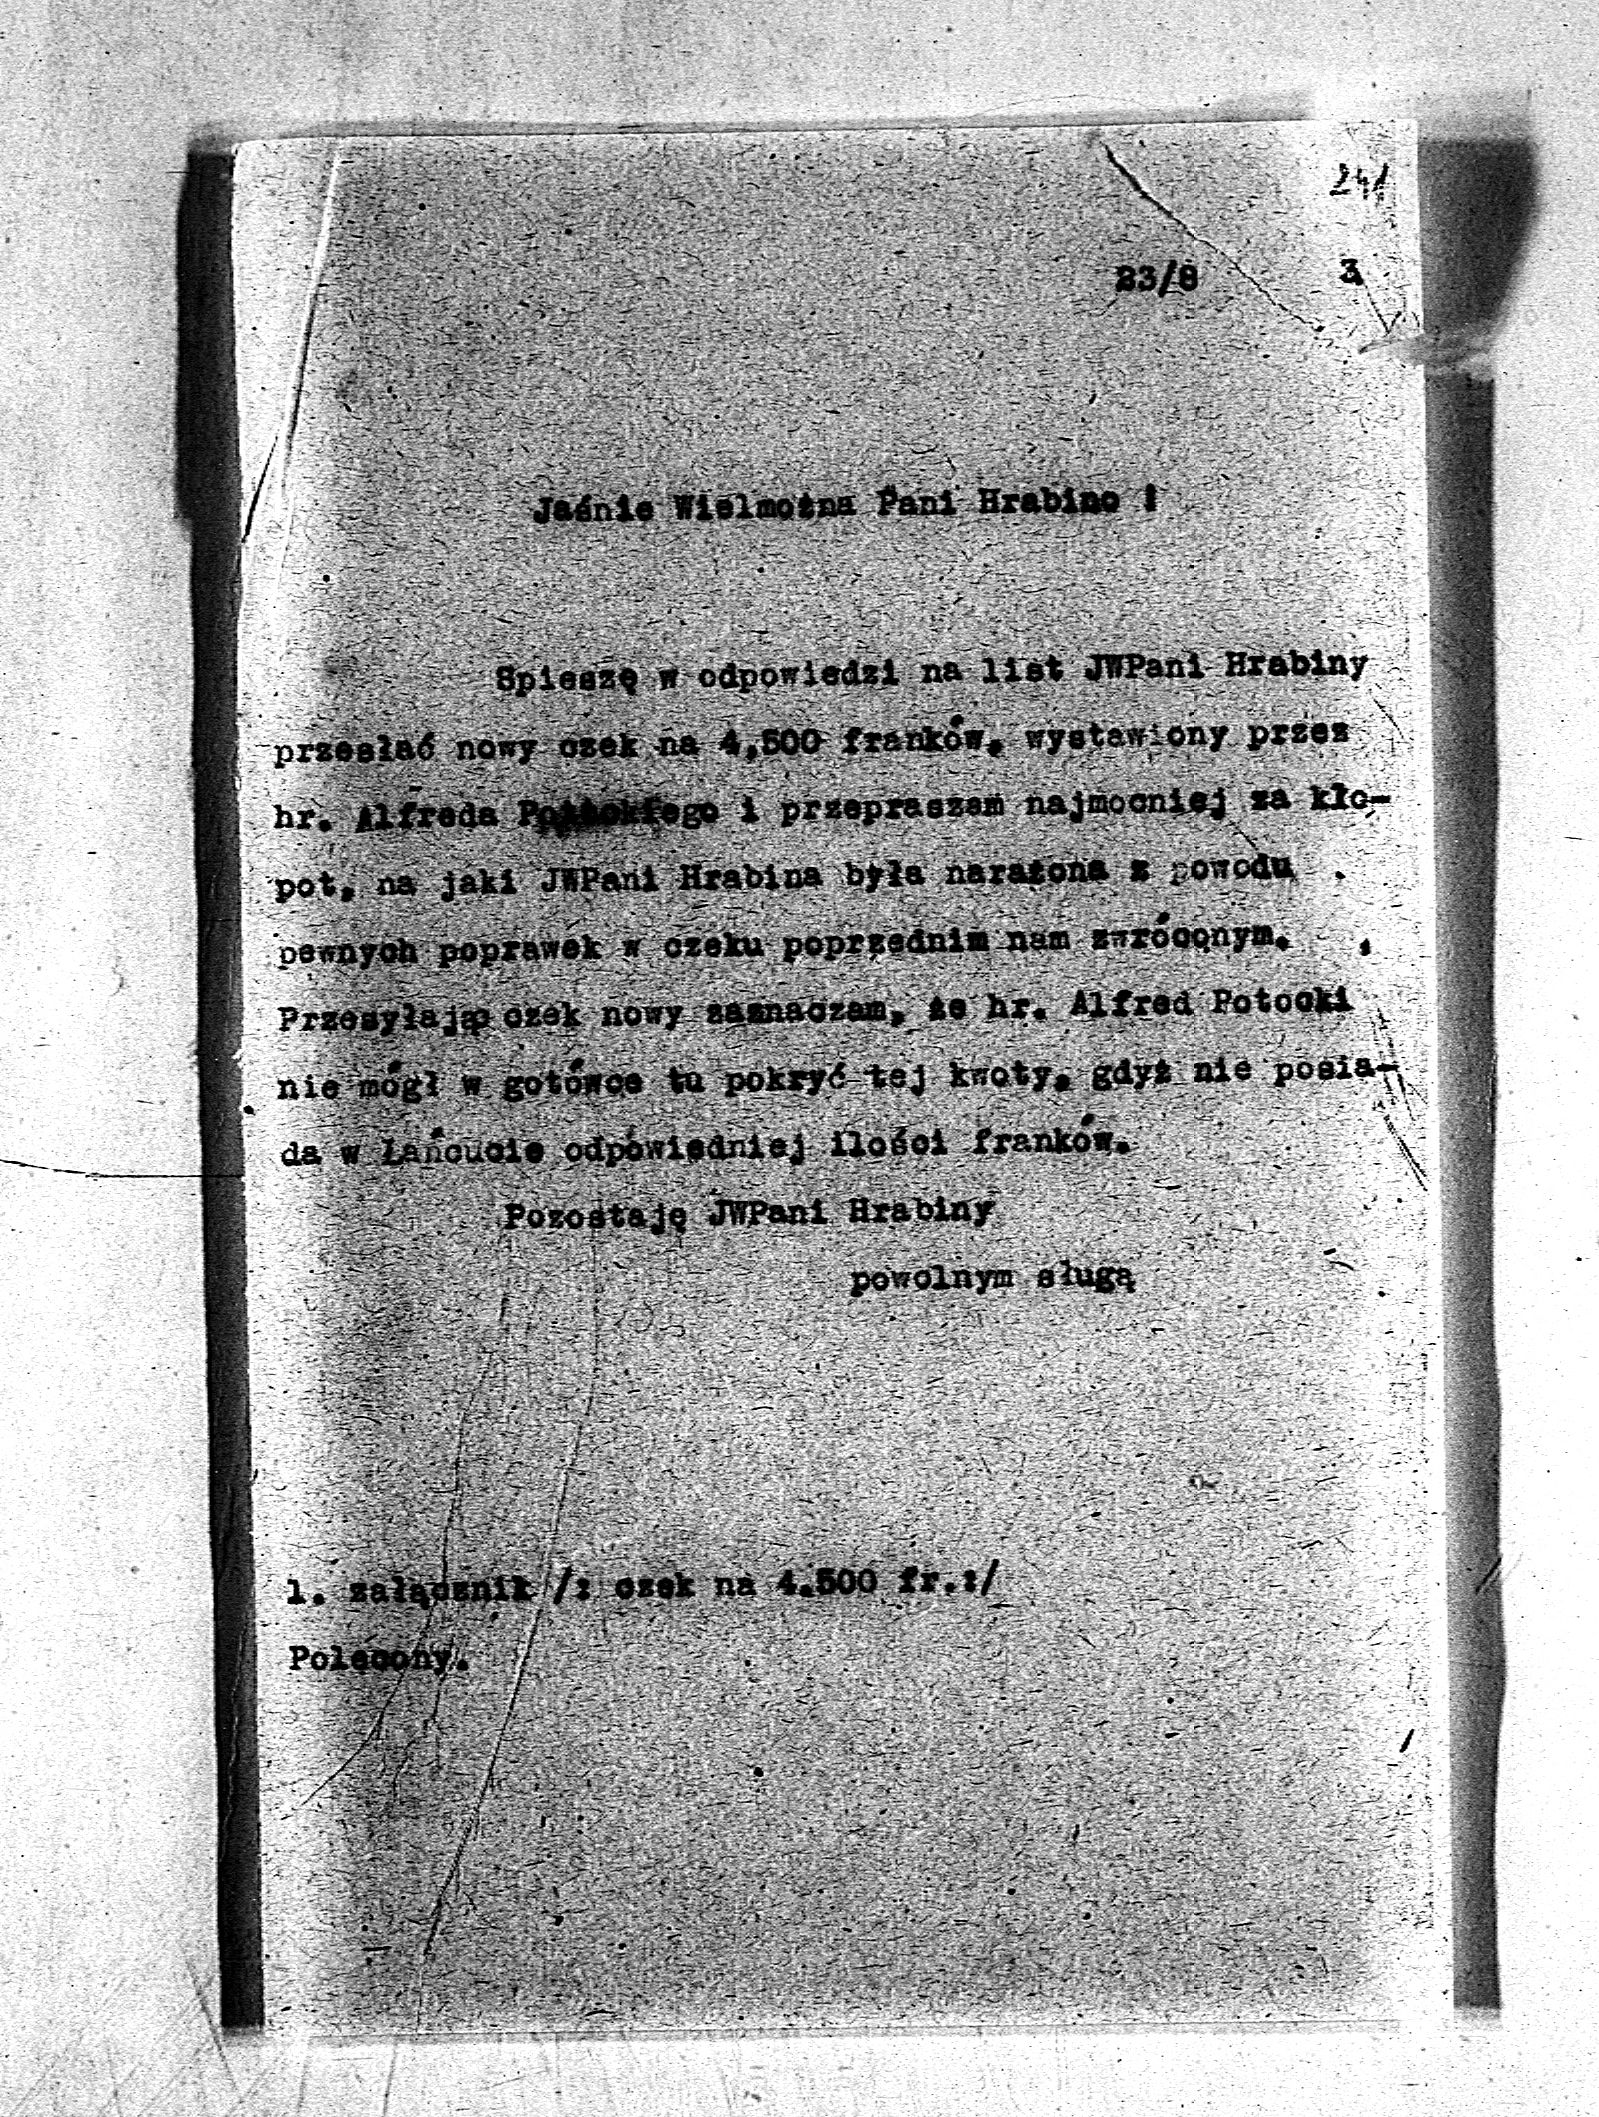 241
23/8 3
Jaśnie Wielmożna Pani Hrabino !
Spieszę w odpowiedzi na list JWPani Hrabiny
przesłać nowy czek na 4,500 franków, wystawiony przez
hr. Alfreda Potockiego i przepraszam najmocniej za kło-
pot, na jaki JWPani Hrabina była narażona z powodu
pewnych poprawek w czeku poprzednim nam zwróconym.
Przesyłając czek nowy zaznaczam, że hr. Alfred Potocki
nie mógł w gotówce tu pokryć tej kwoty, gdyż nie posia-
da w Łańcucie odpówiedniej ilości franków.
Pozostaję JWPani Hrabiny
powolnym sługą
1. załącznik /: czek na 4.500 fr.:/
Polecony.